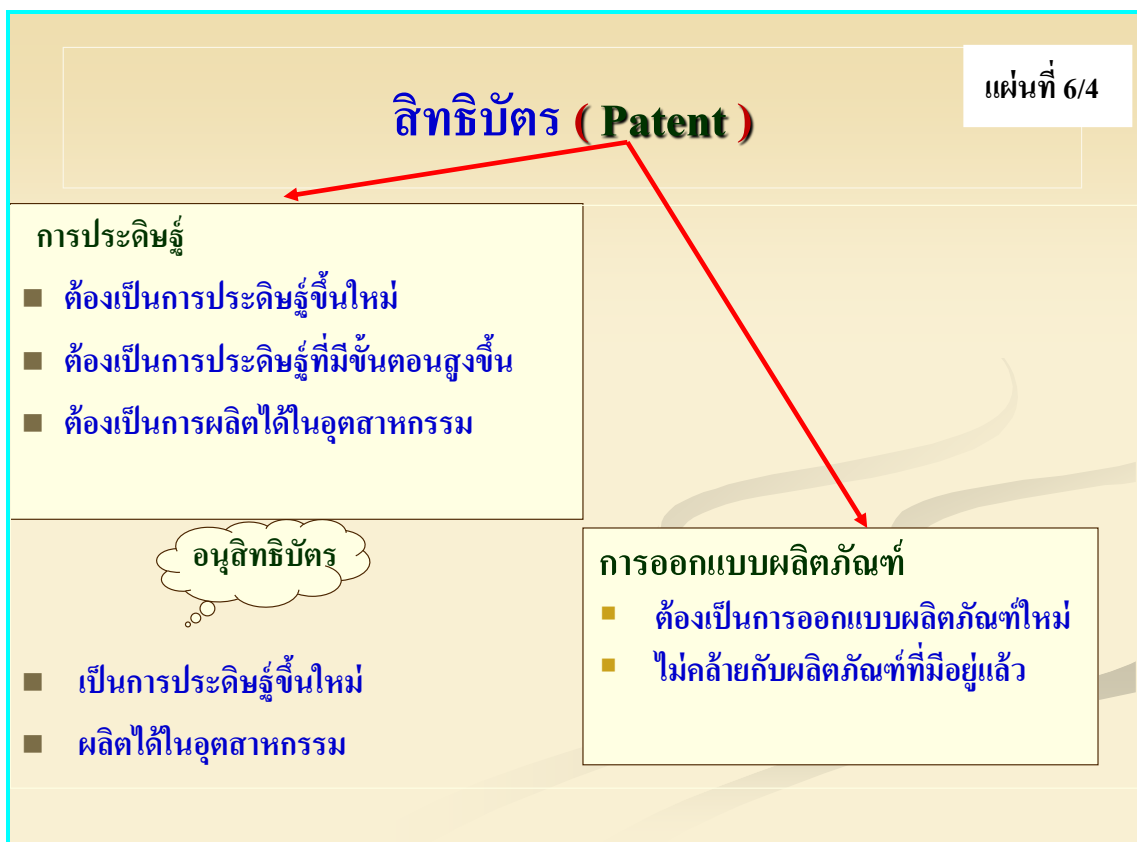 แผ่นที่ 6/4
สิทธิบัตร ( Patent )
การประดิษฐ์
ต้องเป็นการประดิษฐ์ขึ้นใหม่
ต้องเป็นการประดิษฐ์ที่มีขั้นตอนสูงขึ้น
ต้องเป็นการผลิตได้ในอุตสาหกรรม
อนุสิทธิบัตร
เป็นการประดิษฐ์ขึ้นใหม่
ผลิตได้ในอุตสาหกรรม
การออกแบบผลิตภัณฑ์
ต้องเป็นการออกแบบผลิตภัณฑ์ใหม่
ไม่คล้ายกับผลิตภัณฑ์ที่มีอยู่แล้ว